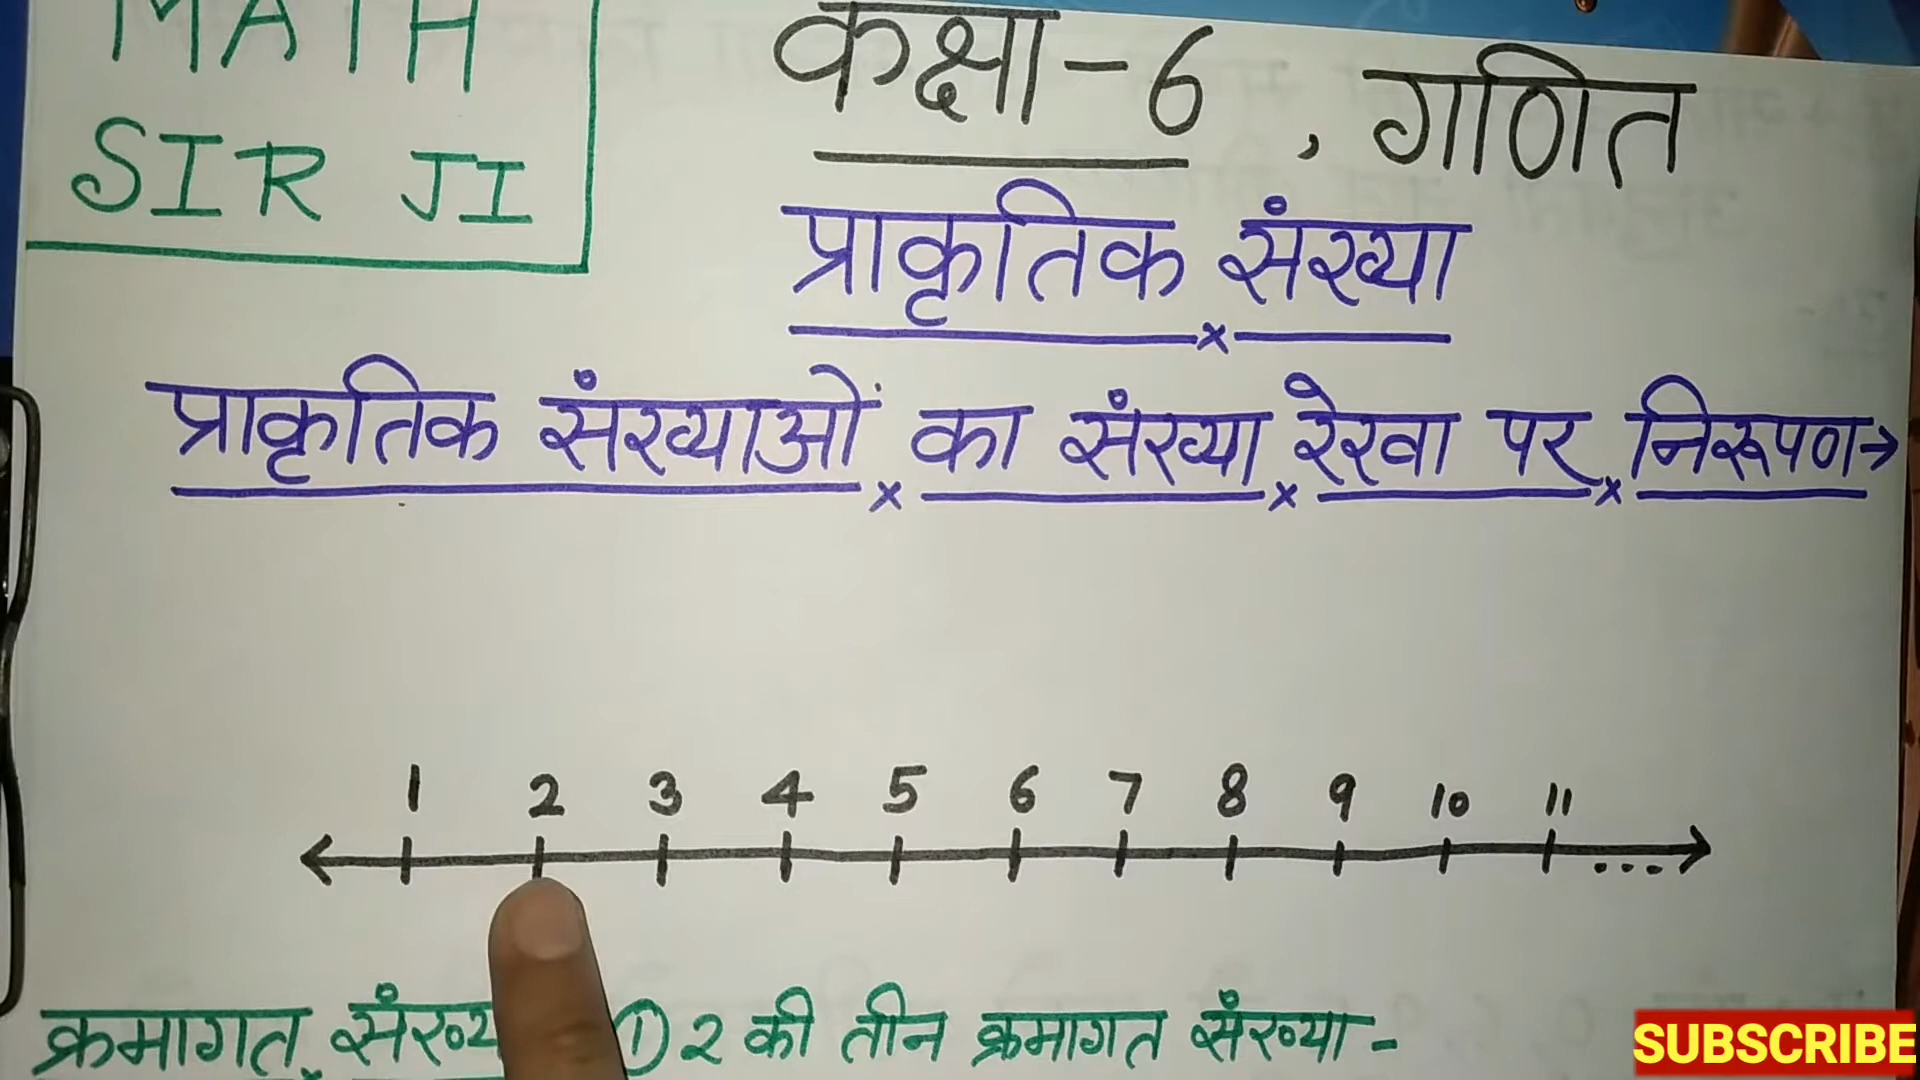 MATH
SIR JI
कक्षा-6, गणित
प्राकृतिक संख्या
प्राकृतिक संख्याओं का संख्या रेखा पर निरूपण→
1 2 3 4 5 6 7 8 9 10 11
...
क्रमागत ① 2 की तीन क्रमागत संख्या-
SUBSCRIBE